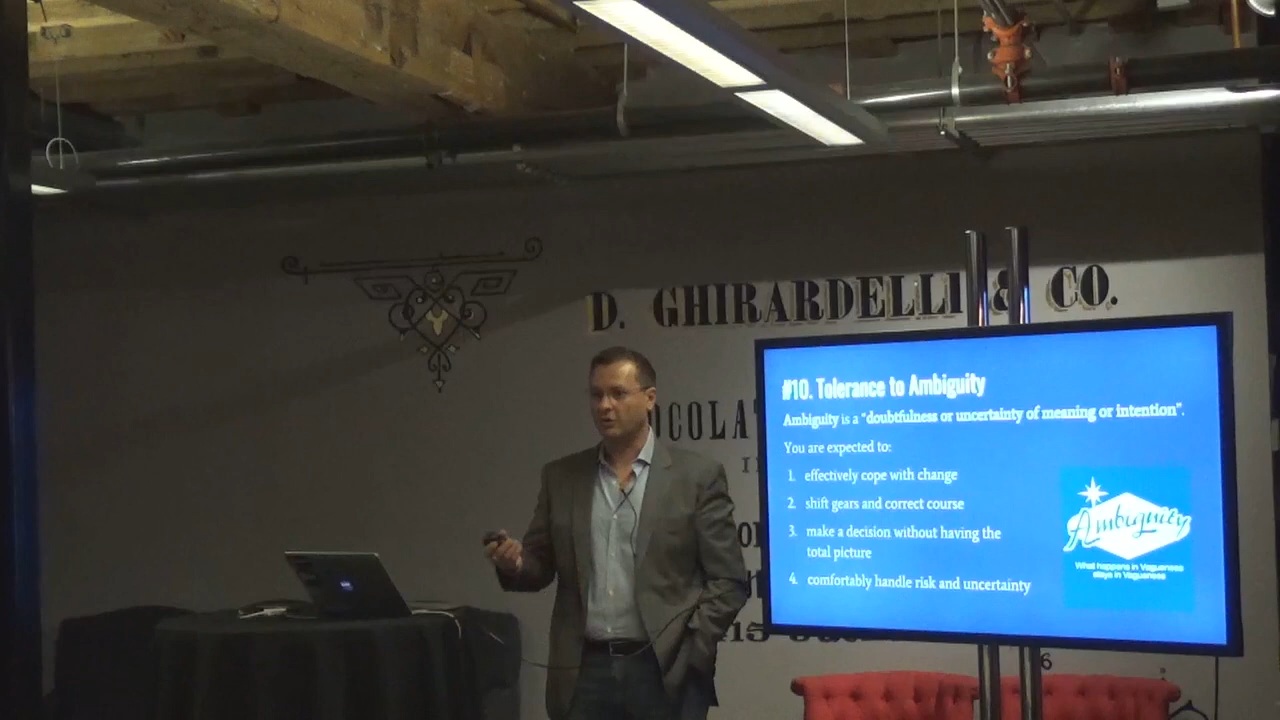 D. GHIRARDELLI & CO.
#10. Tolerance to Ambiguity
Ambiguity is a "doubtfulness or uncertainty of meaning or intention".
You are expected to:
1. effectively cope with change
2. shift gears and correct course
3. make a decision without having the
total picture
4. comfortably handle risk and uncertainty
Ambiguity
What happens in Vagueness
stays in Vagueness